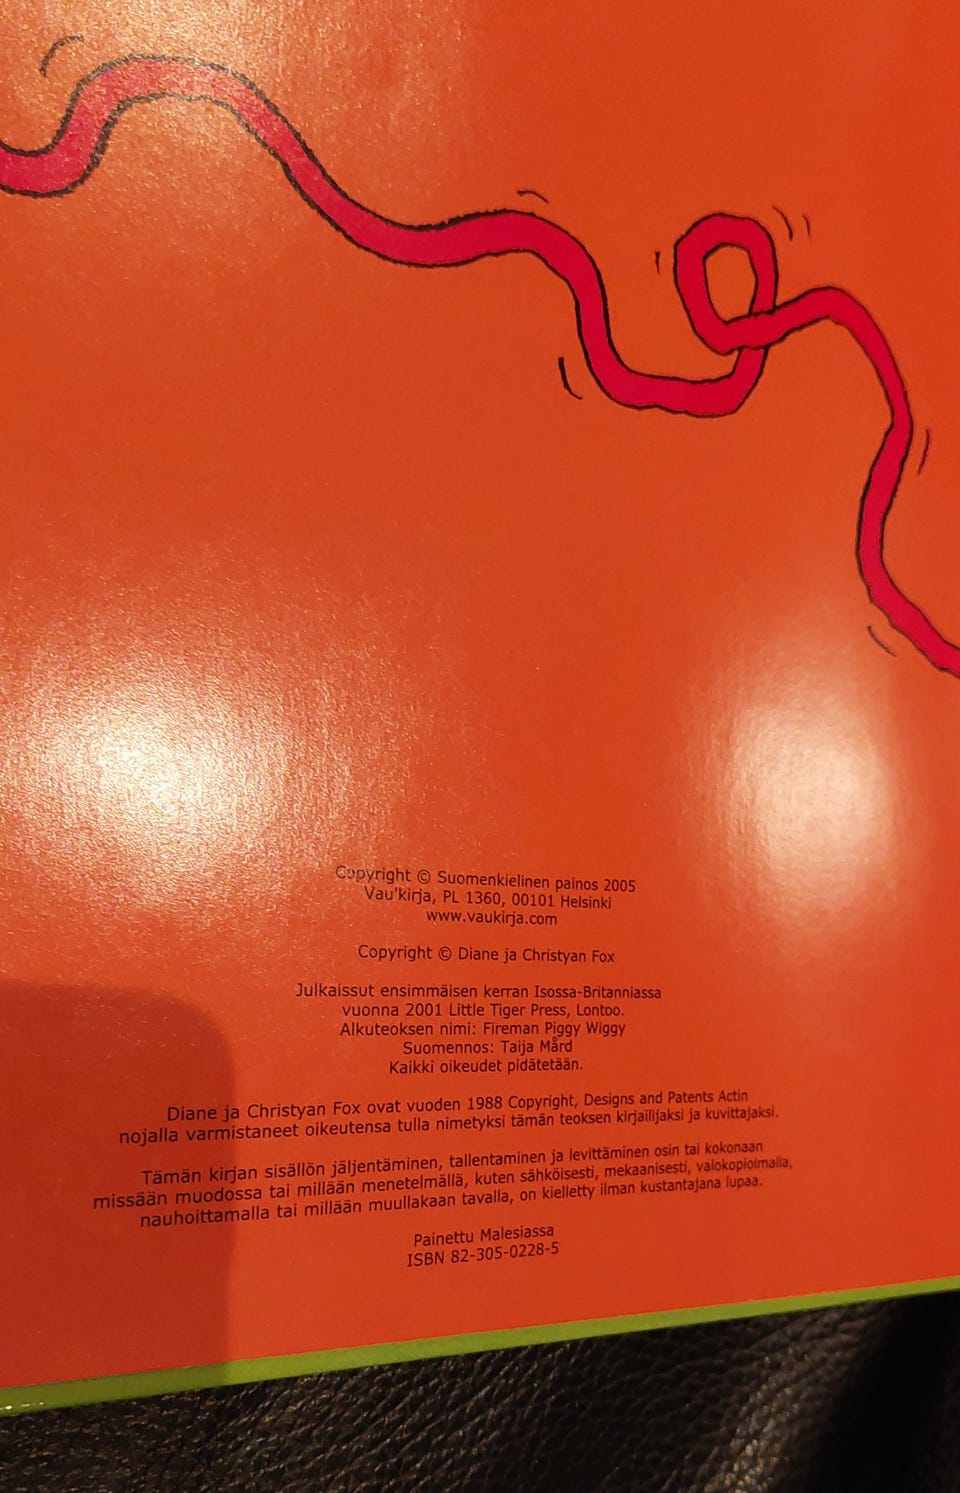 Copyright © Suomenkielinen painos 2005
Vau'kirja, PL 1360, 00101 Helsinki
www.vaukirja.com
Copyright © Diane ja Christyan Fox
Julkaissut ensimmäisen kerran Isossa-Britanniassa
vuonna 2001 Little Tiger Press, Lontoo.
Alkuteoksen nimi: Fireman Piggy Wiggy
Suomennos: Taija Mård
Kaikki oikeudet pidätetään.
Diane ja Christyan Fox ovat vuoden 1988 Copyright, Designs and Patents Actin
nojalla varmistaneet oikeutensa tulla nimetyksi tämän teoksen kirjailijaksi ja kuvittajaksi.
Tämän kirjan sisällön jäljentäminen, tallentaminen ja levittäminen osin tai kokonaan
missään muodossa tai millään menetelmällä, kuten sähköisesti, mekaanisesti, valokopioimalla,
nauhoittamalla tai millään muullakaan tavalla, on kielletty ilman kustantajana lupaa.
Painettu Malesiassa
ISBN 82-305-0228-5